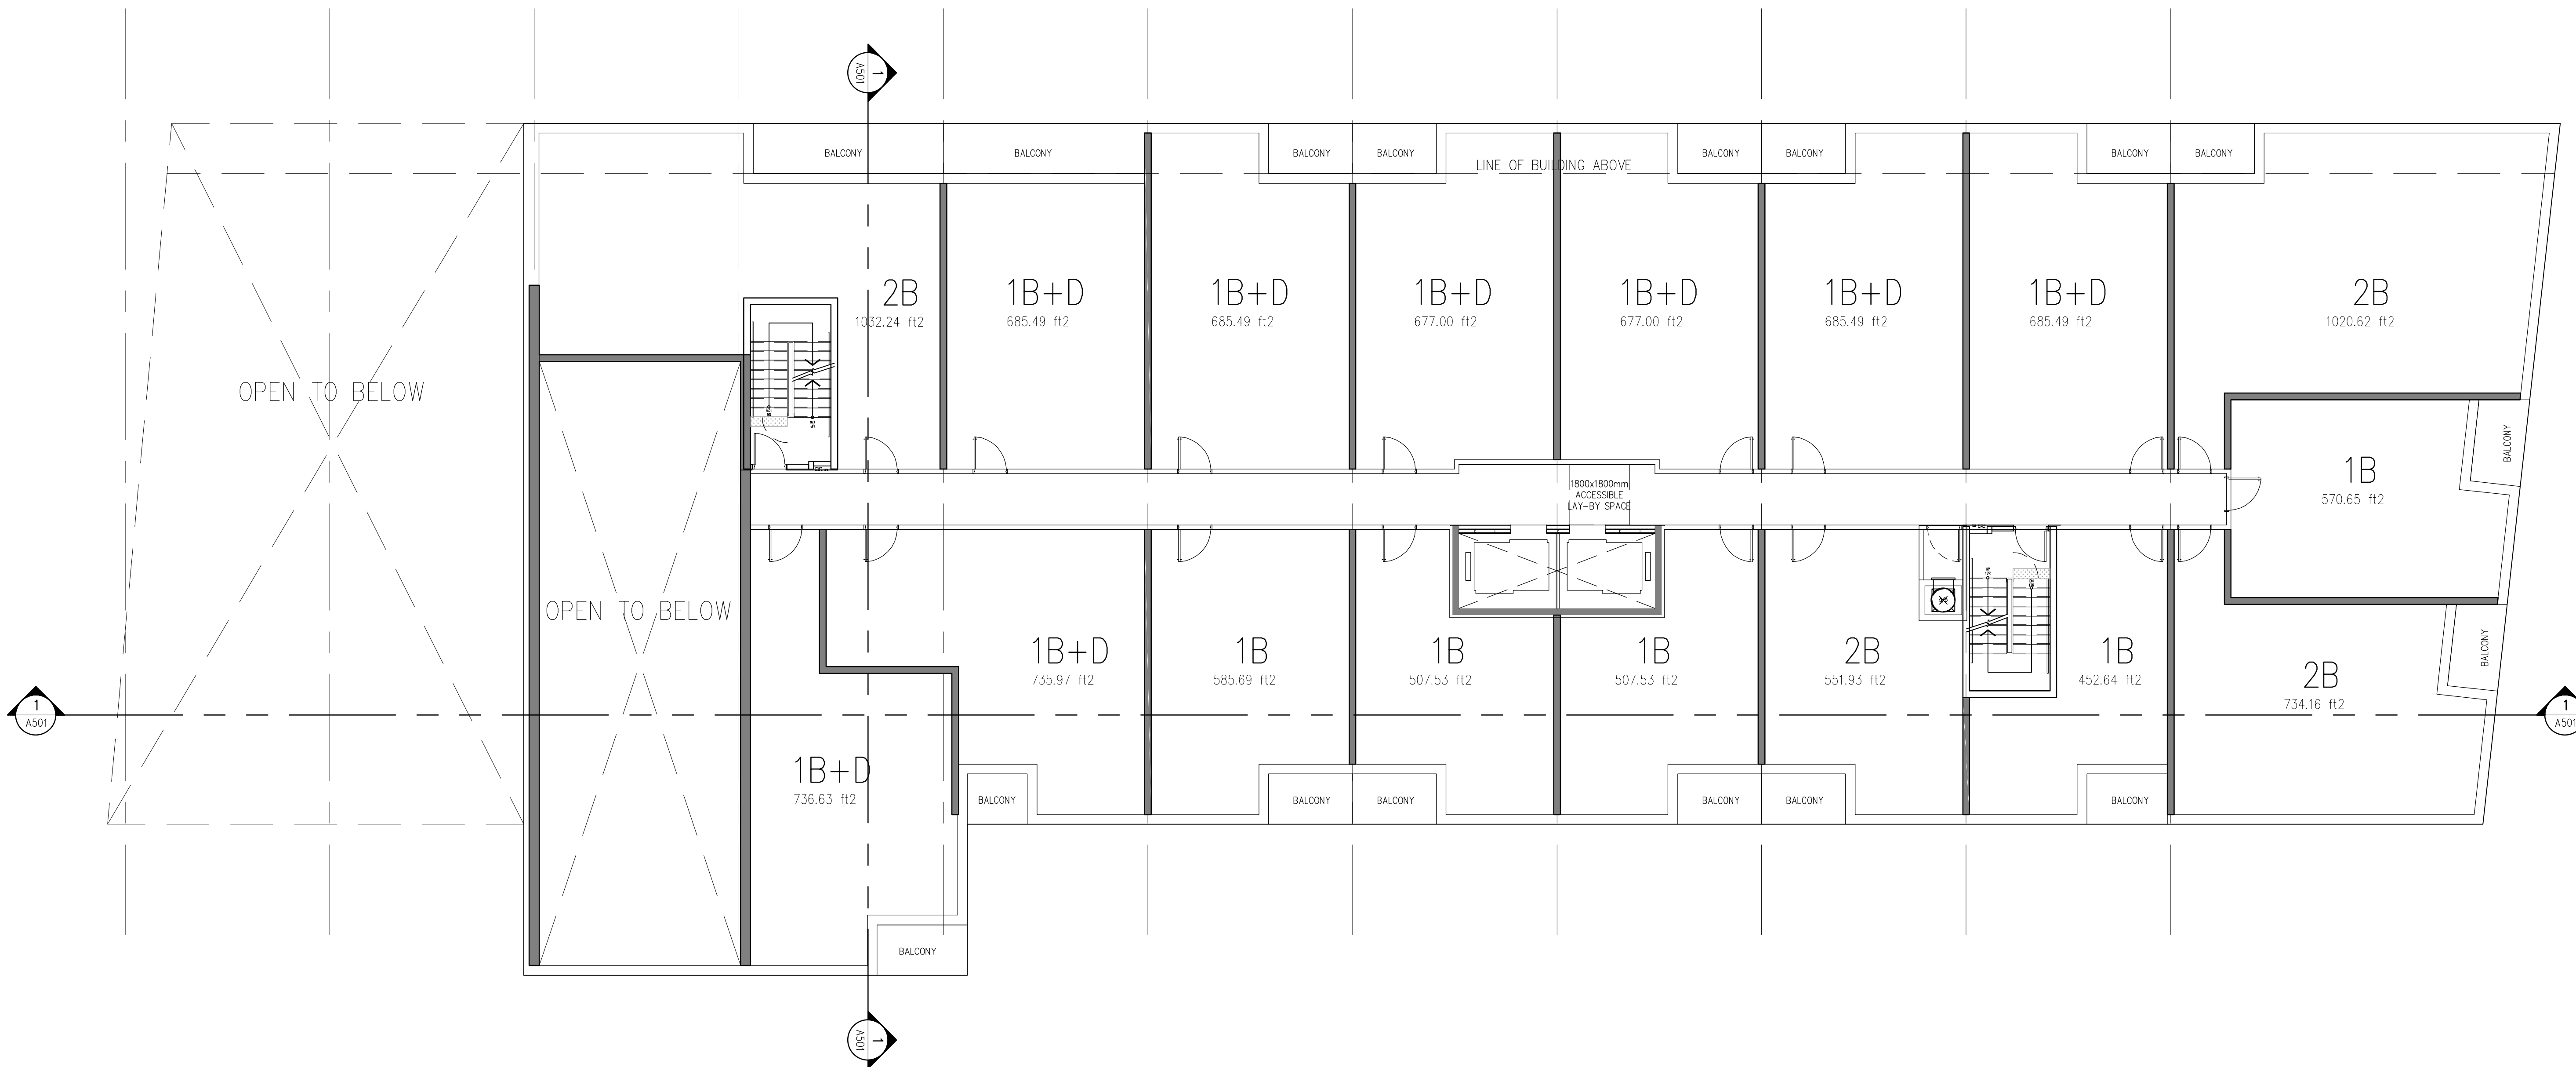 1
A501
BALCONY
BALCONY
BALCONY
BALCONY
BALCONY
BALCONY
BALCONY
BALCONY
LINE OF BUILDING ABOVE
2B
1032.24 ft2
1B+D
685.49 ft2
1B+D
685.49 ft2
1B+D
677.00 ft2
1B+D
677.00 ft2
1B+D
685.49 ft2
1B+D
685.49 ft2
2B
1020.62 ft2
OPEN TO BELOW
BALCONY
1B
570.65 ft2
1800x1800mm
ACCESSIBLE
LAY-BY SPACE
OPEN TO BELOW
1B+D
735.97 ft2
1B
585.69 ft2
1B
507.53 ft2
1B
507.53 ft2
2B
551.93 ft2
1B
452.64 ft2
BALCONY
2B
734.16 ft2
1
A501
1
A501
1B+D
736.63 ft2
BALCONY
BALCONY
BALCONY
BALCONY
BALCONY
BALCONY
BALCONY
1
A501